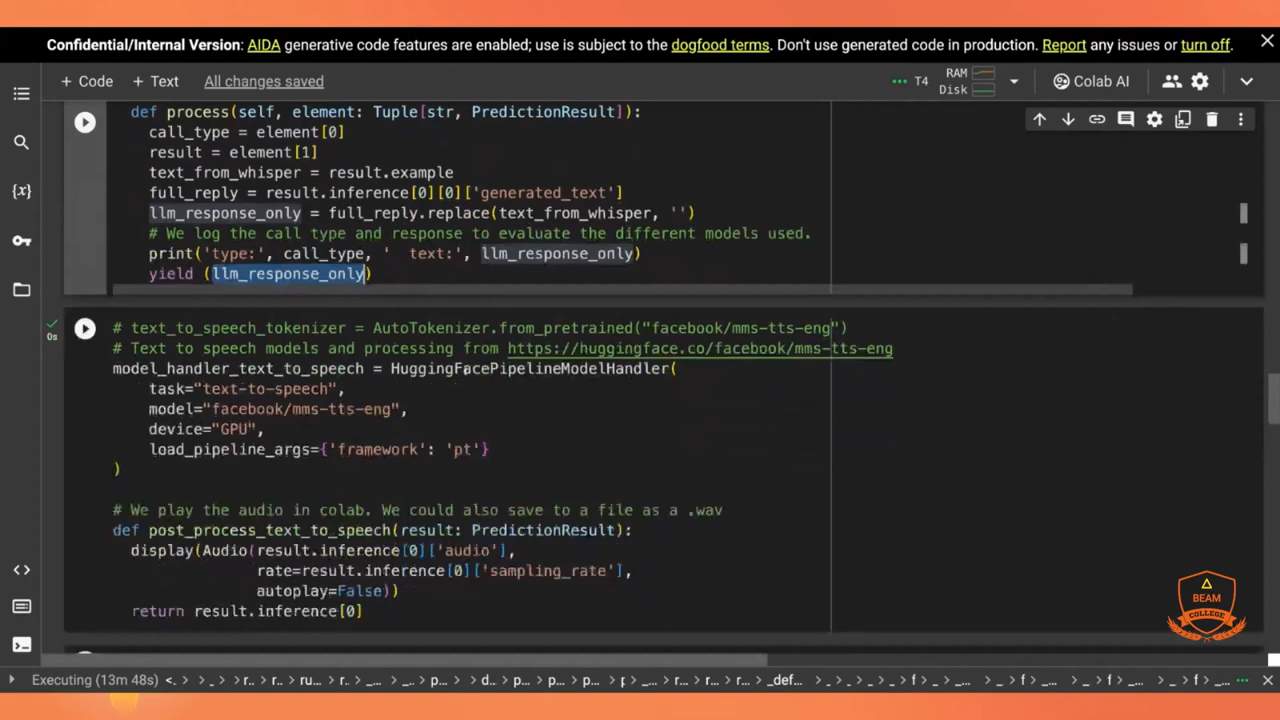 Confidential/Internal Version: AIDA generative code features are enabled; use is subject to the dogfood terms. Don't use generated code in production. Report any issues or turn off.
+ Code + Text All changes saved
T4 RAM Disk Colab AI
def process(self, element: Tuple[str, PredictionResult]):
call_type = element[0]
result = element[1]
text_from_whisper = result.example
full_reply = result.inference[0][0]['generated_text']
llm_response_only = full_reply.replace(text_from_whisper, '')
# We log the call type and response to evaluate the different models used.
print('type:', call_type, '  text:', llm_response_only)
yield (llm_response_only)
0s
# text_to_speech_tokenizer = AutoTokenizer.from_pretrained("facebook/mms-tts-eng")
# Text to speech models and processing from https://huggingface.co/facebook/mms-tts-eng
model_handler_text_to_speech = HuggingFacePipelineModelHandler(
task="text-to-speech",
model="facebook/mms-tts-eng",
device="GPU",
load_pipeline_args={'framework': 'pt'}
)
# We play the audio in colab. We could also save to a file as a .wav
def post_process_text_to_speech(result: PredictionResult):
display(Audio(result.inference[0]['audio'],
rate=result.inference[0]['sampling_rate'],
autoplay=False))
return result.inference[0]
BEAM
COLLEGE
Executing (13m 48s) <. > _. > _ > r.. > r.. > ru... > r.. > _... > _.. > p... > d... > p... > p... > p... > p > _... > r... > r... > r... > _def... > _ > _ > _ > f > _... > _ > f > _... > _ > f > _... > _ > f > _...